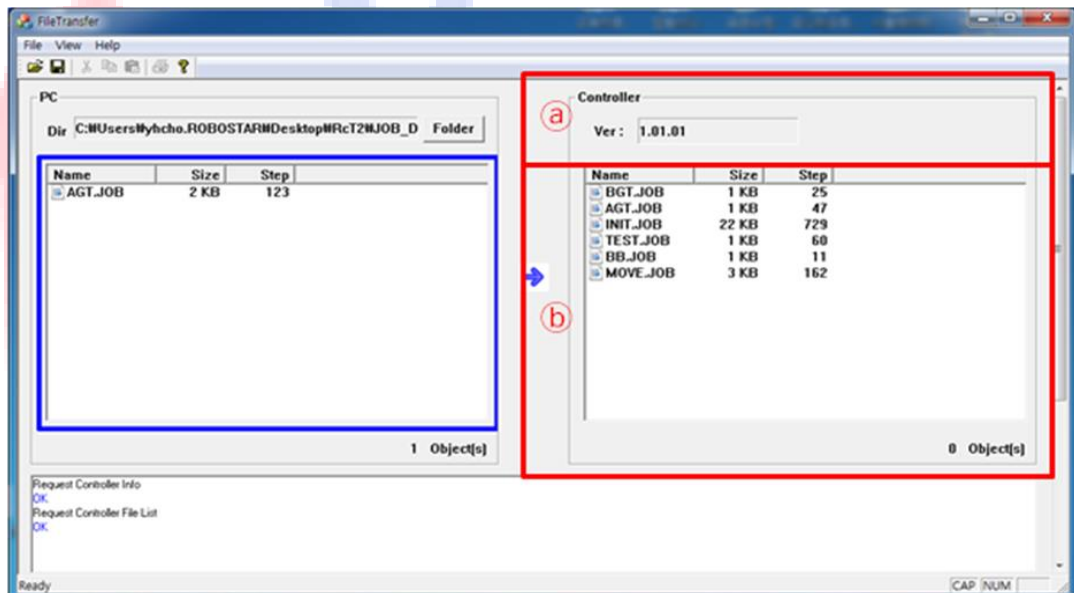 FileTransfer
File View Help
PC
Dir C:₩Users₩yhcho.ROBOSTAR₩Desktop₩RcT2₩JOB_D Folder
Name Size Step
AGT.JOB 2 KB 123
1 Object(s)
ⓐ
Controller
Ver : 1.01.01
ⓑ
Name Size Step
BGT.JOB 1 KB 25
AGT.JOB 1 KB 47
INIT.JOB 22 KB 729
TEST.JOB 1 KB 60
BB.JOB 1 KB 11
MOVE.JOB 3 KB 162
0 Object(s)
Request Controller Info
OK
Request Controller File List
OK
Ready
CAP NUM